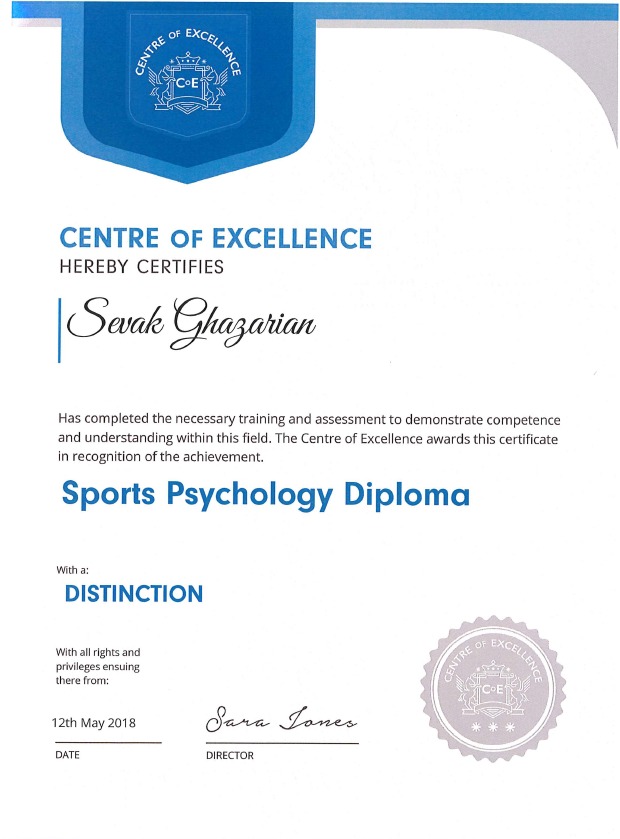 CENTRE OF EXCELLENCE
CoE
CENTRE OF EXCELLENCE
HEREBY CERTIFIES
Sevak Ghazarian
Has completed the necessary training and assessment to demonstrate competence
and understanding within this field. The Centre of Excellence awards this certificate
in recognition of the achievement.
Sports Psychology Diploma
With a:
DISTINCTION
With all rights and
privileges ensuing
there from:
12th May 2018
DATE
Sara Jones
DIRECTOR
CENTRE OF EXCELLENCE
CoE